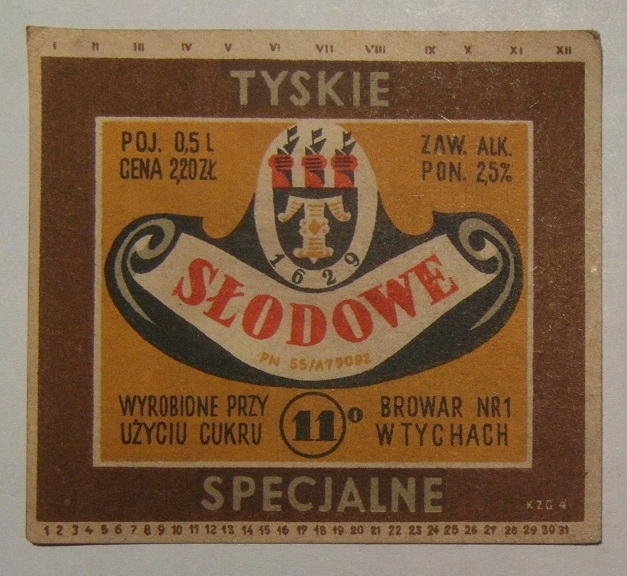 I II III IV V VI VII VIII IX X XI XII
TYSKIE
POJ. 0,5 L
CENA 2,20 ZŁ
ZAW. ALK.
PON. 2,5%
1629
SŁODOWE
PN 55/A79092
WYROBIONE PRZY
UŻYCIU CUKRU
11°
BROWAR NR1
W TYCHACH
SPECJALNE
KZG 4
1 2 3 4 5 6 7 8 9 10 11 12 13 14 15 16 17 18 19 20 21 22 23 24 25 26 27 28 29 30 31